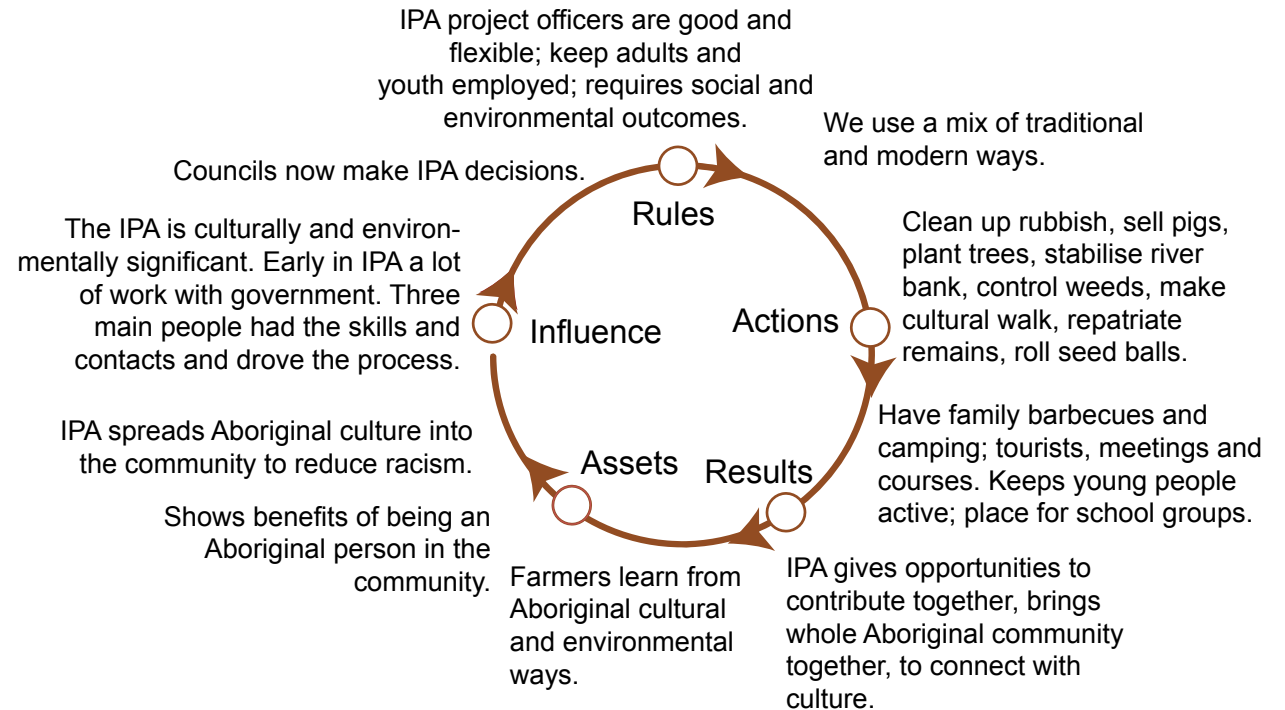 IPA project officers are good and
flexible; keep adults and
youth employed; requires social and
environmental outcomes.
We use a mix of traditional
and modern ways.
Councils now make IPA decisions.
Rules
The IPA is culturally and environ-
mentally significant. Early in IPA a lot
of work with government. Three
main people had the skills and
contacts and drove the process.
Influence
Actions
Clean up rubbish, sell pigs,
plant trees, stabilise river
bank, control weeds, make
cultural walk, repatriate
remains, roll seed balls.
IPA spreads Aboriginal culture into
the community to reduce racism.
Assets
Results
Have family barbecues and
camping; tourists, meetings and
courses. Keeps young people
active; place for school groups.
Shows benefits of being an
Aboriginal person in the
community.
Farmers learn from
Aboriginal cultural
and environmental
ways.
IPA gives opportunities to
contribute together, brings
whole Aboriginal community
together, to connect with
culture.